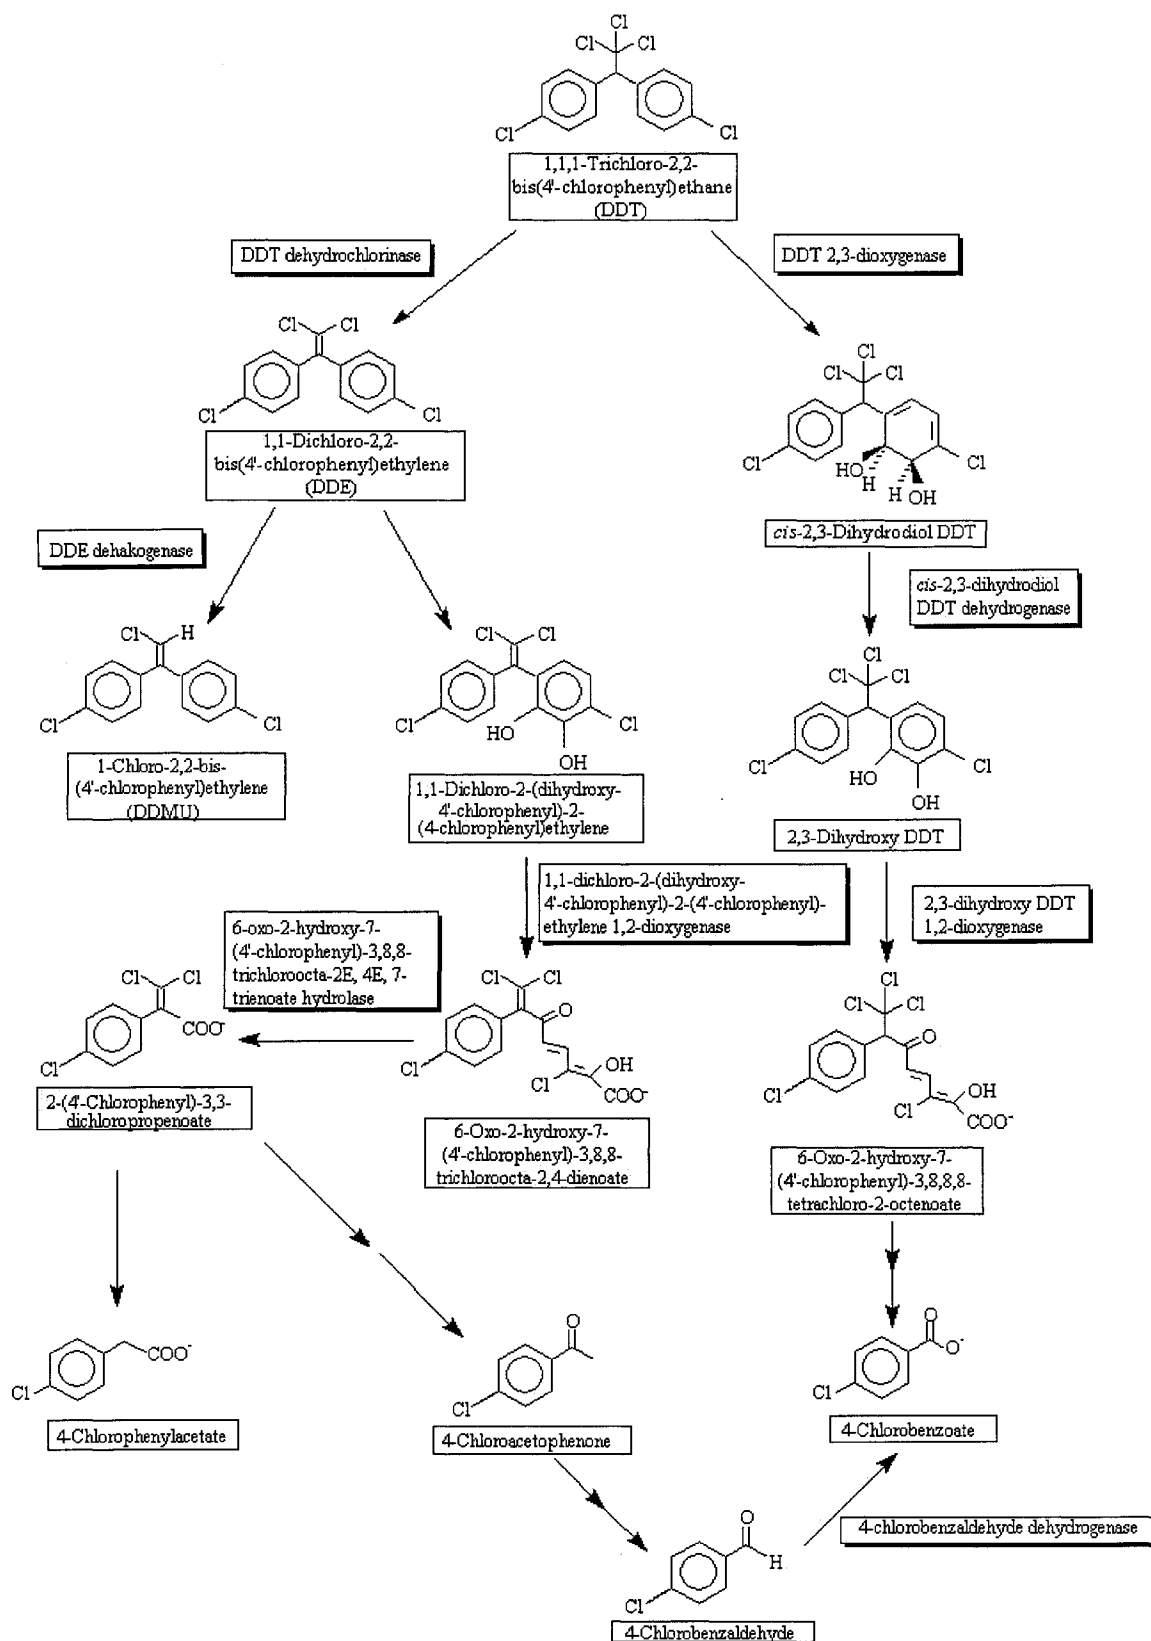 Cl
Cl Cl
Cl Cl
1,1,1-Trichloro-2,2-
bis(4'-chlorophenyl)ethane
(DDT)
DDT dehydrochlorinase
DDT 2,3-dioxygenase
Cl Cl
Cl Cl
1,1-Dichloro-2,2-
bis(4'-chlorophenyl)ethylene
(DDE)
Cl
Cl Cl
Cl Cl
HO H H OH
cis-2,3-Dihydrodiol DDT
DDE dehakogenase
cis-2,3-dihydrodiol
DDT dehydrogenase
Cl H
Cl Cl
1-Chloro-2,2-bis-
(4'-chlorophenyl)ethylene
(DDMU)
Cl Cl
Cl Cl
HO
OH
1,1-Dichloro-2-(dihydroxy-
4'-chlorophenyl)-2-
(4-chlorophenyl)ethylene
Cl
Cl Cl
Cl Cl
HO
OH
2,3-Dihydroxy DDT
1,1-dichloro-2-(dihydroxy-
4'-chlorophenyl)-2-(4'-chlorophenyl)-
ethylene 1,2-dioxygenase
2,3-dihydroxy DDT
1,2-dioxygenase
6-oxo-2-hydroxy-7-
(4'-chlorophenyl)-3,8,8-
trichloroocta-2E, 4E, 7-
trienoate hydrolase
Cl Cl
COO-
Cl
2-(4'-Chlorophenyl)-3,3-
dichloropropenoate
Cl Cl
O
Cl
Cl OH
COO-
6-Oxo-2-hydroxy-7-
(4'-chlorophenyl)-3,8,8-
trichloroocta-2,4-dienoate
Cl
Cl Cl
O
Cl
Cl OH
COO-
6-Oxo-2-hydroxy-7-
(4'-chlorophenyl)-3,8,8,8-
tetrachloro-2-octenoate
COO-
Cl
4-Chlorophenylacetate
O
Cl
4-Chloroacetophenone
O
O-
Cl
4-Chlorobenzoate
4-chlorobenzaldehyde dehydrogenase
O
H
Cl
4-Chlorobenzaldehyde